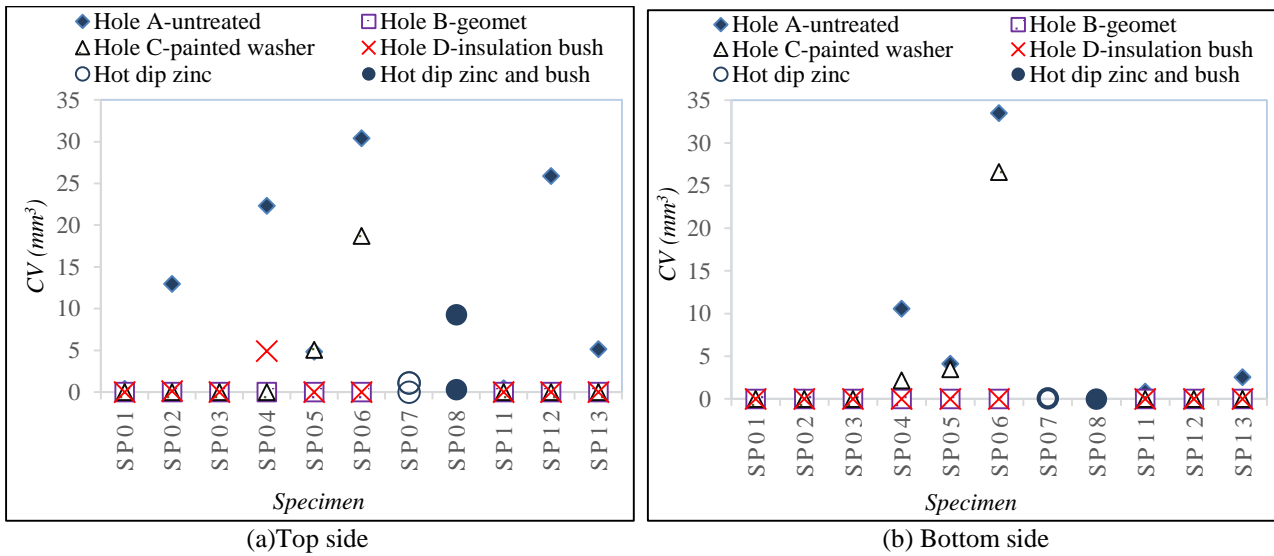 Hole A-untreated Hole B-geomet
Hole C-painted washer Hole D-insulation bush
Hot dip zinc Hot dip zinc and bush
35
30
25
20
15
10
5
0
CV (mm³)
SP01 SP02 SP03 SP04 SP05 SP06 SP07 SP08 SP11 SP12 SP13
Specimen
(a)Top side
Hole A-untreated Hole B-geomet
Hole C-painted washer Hole D-insulation bush
Hot dip zinc Hot dip zinc and bush
35
30
25
20
15
10
5
0
CV (mm³)
SP01 SP02 SP03 SP04 SP05 SP06 SP07 SP08 SP11 SP12 SP13
Specimen
(b) Bottom side